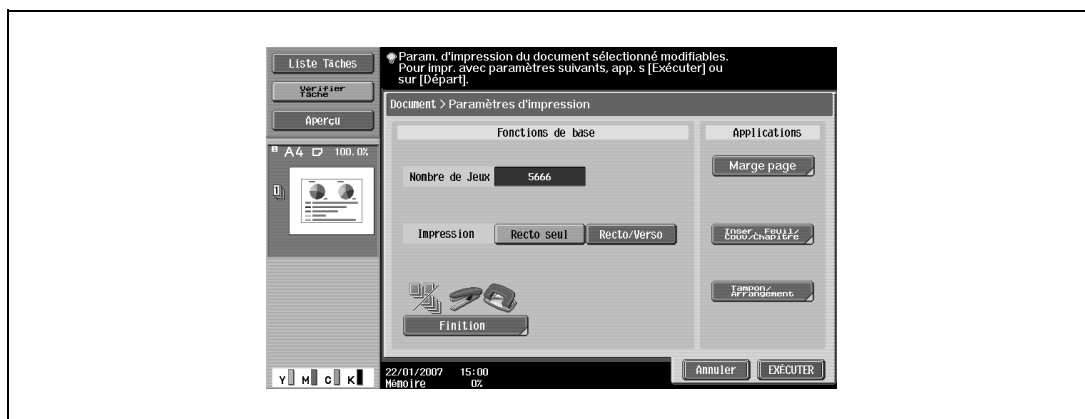 Liste Tâches
Vérifier
Tâche
Aperçu
A4 100.0%
Param. d'impression du document sélectionné modifiables.
Pour impr. avec paramètres suivants, app. s [Exécuter] ou
sur [Départ].
Document > Paramètres d'impression
Fonctions de base
Nombre de Jeux 5666
Impression Recto seul Recto/Verso
Finition
Applications
Marge page
Inser. Feuil/
Couv/Chapitre
Tampon/
Arrangement
Y M C K
22/01/2007 15:00
Mémoire 0%
Annuler EXÉCUTER